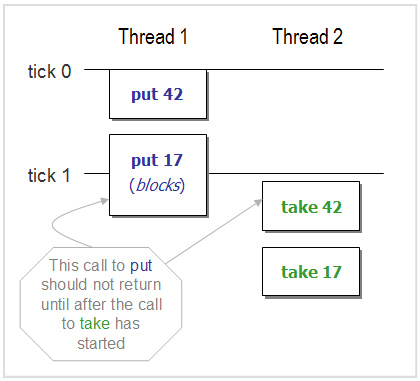 Thread 1 Thread 2
tick 0
put 42
put 17
(blocks)
tick 1
take 42
take 17
This call to put
should not return
until after the call
to take has
started